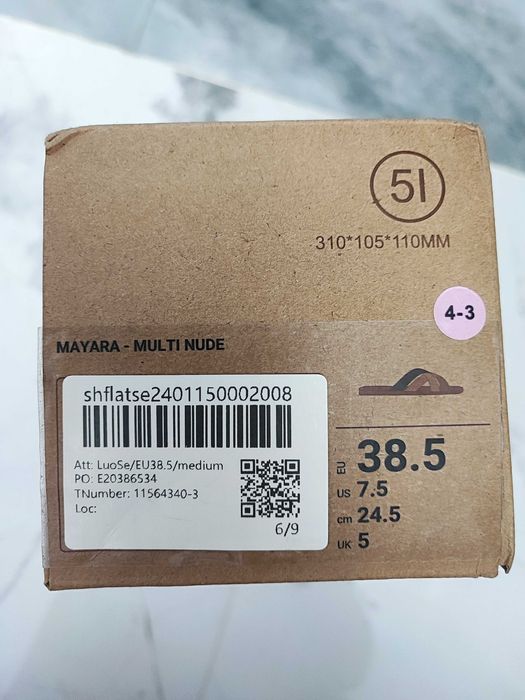 5I
310*105*110MM
4-3
MAYARA - MULTI NUDE
shflatse2401150002008
Att: LuoSe/EU38.5/medium
PO: E20386534
TNumber: 11564340-3
Loc:
6/9
EU 38.5
US 7.5
cm 24.5
UK 5